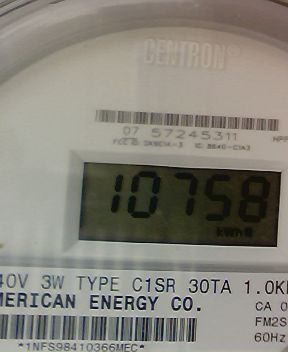 CENTRON®
07 57245311
10758
kWh
40V 3W TYPE C1SR 30TA 1.0K
MERICAN ENERGY CO.
CA 0
FM2S
60Hz
*1NFS98410366MEC*